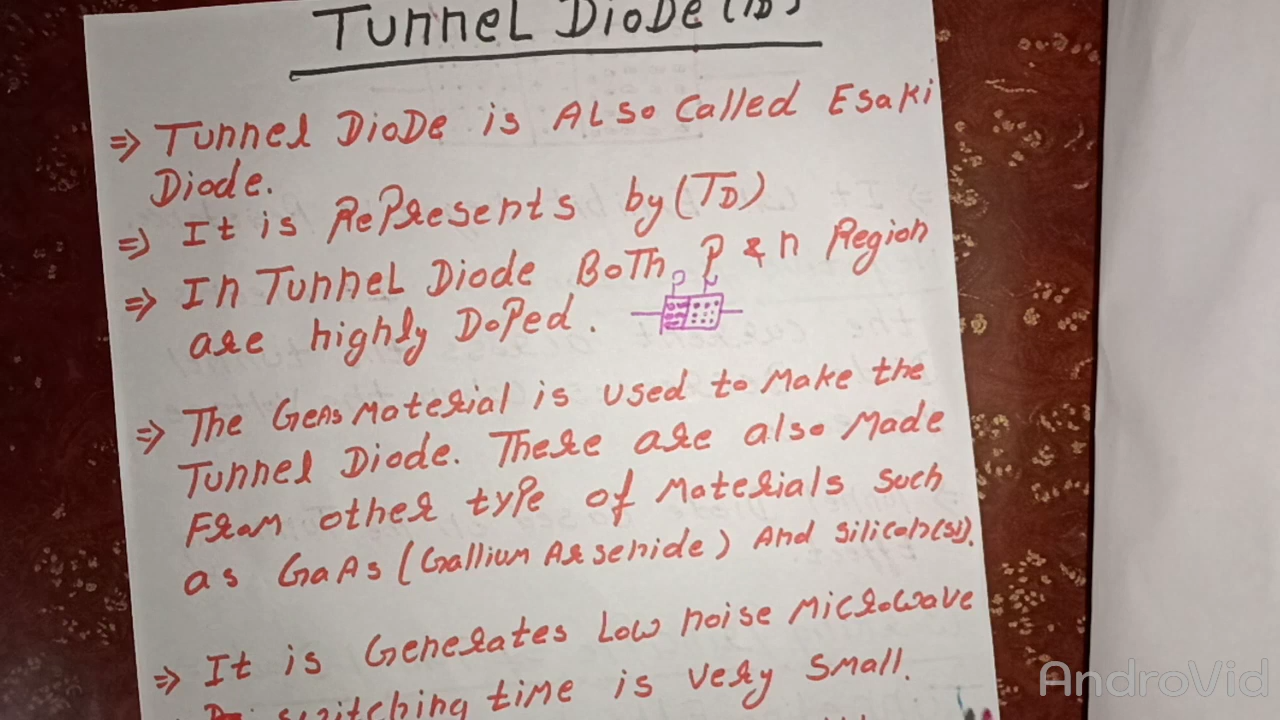 Tunnel Diode (TD)
⇒ Tunnel Diode is Also Called Esaki
Diode.
⇒ It is Represents by (TD)
⇒ In Tunnel Diode Both P & n Region
are highly Doped.
P
⇒ The GeAs Material is used to Make the
Tunnel Diode. There are also Made
From other type of Materials Such
as GaAs (Gallium Arsenide) And Silicon(Si).
⇒ It is Generates Low noise Microwave
switching time is very small.
AndroVid